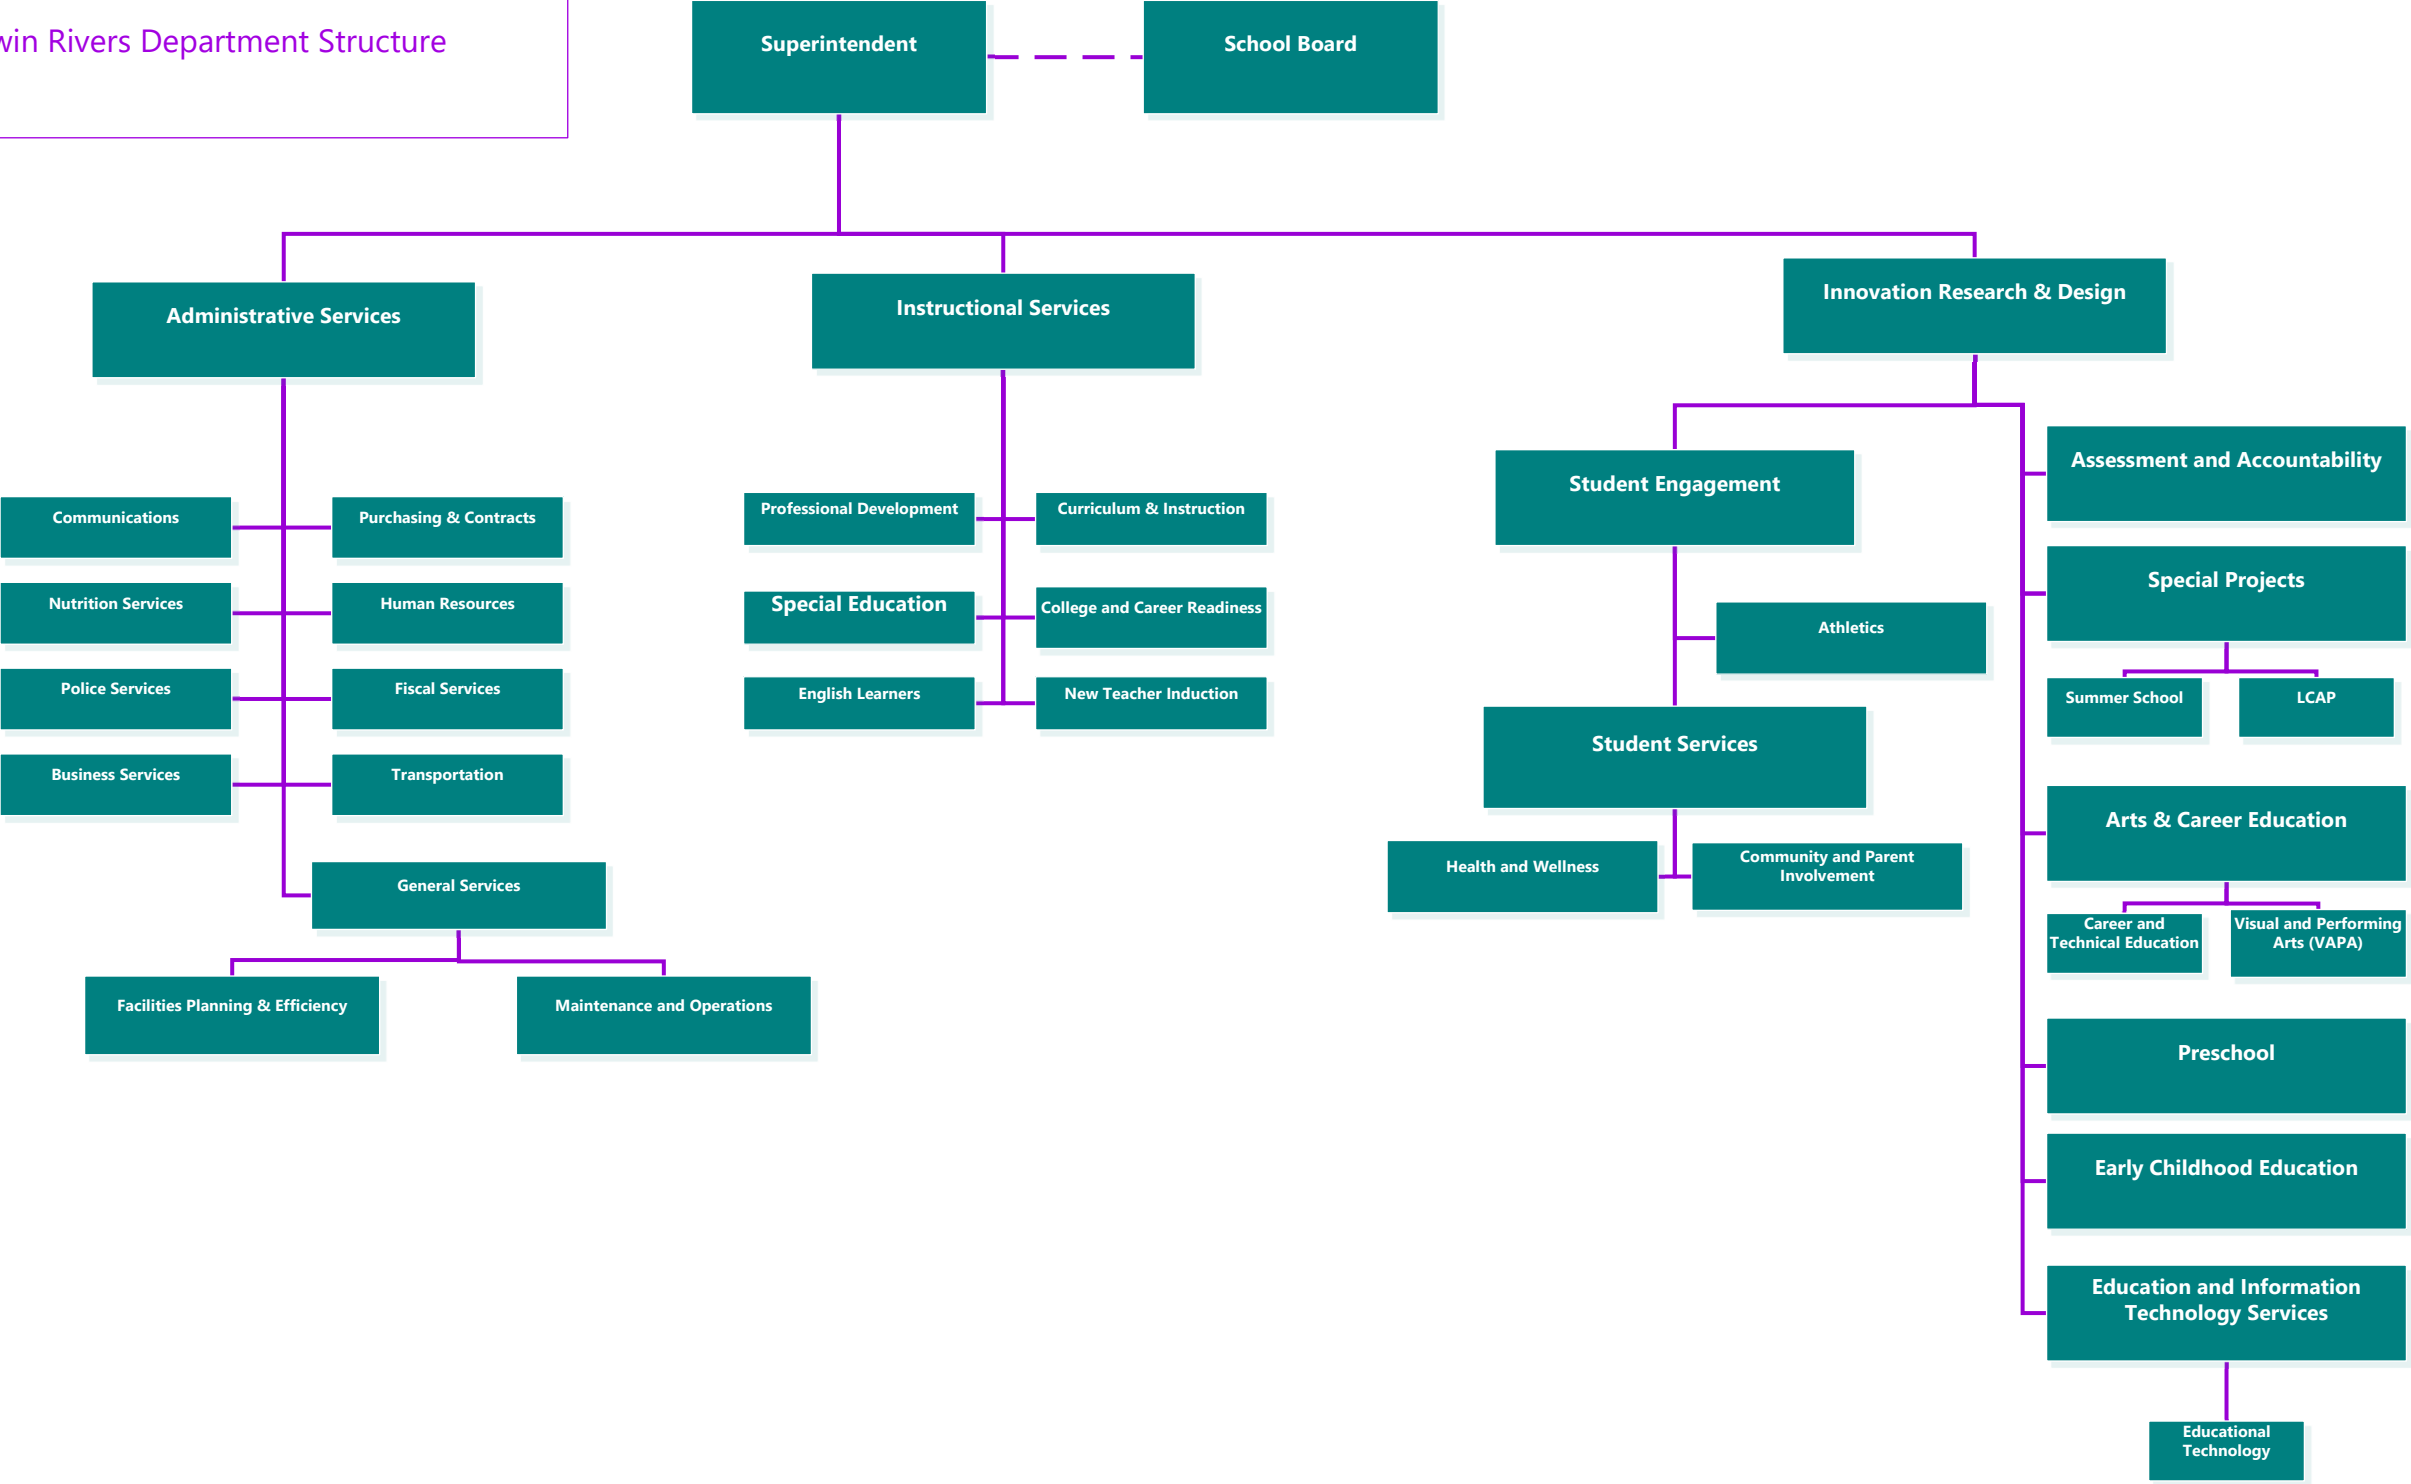 win Rivers Department Structure
Superintendent
School Board
Administrative Services
Instructional Services
Innovation Research & Design
Communications
Purchasing & Contracts
Nutrition Services
Human Resources
Police Services
Fiscal Services
Business Services
Transportation
General Services
Facilities Planning & Efficiency
Maintenance and Operations
Professional Development
Curriculum & Instruction
Special Education
College and Career Readiness
English Learners
New Teacher Induction
Student Engagement
Athletics
Student Services
Health and Wellness
Community and Parent
Involvement
Assessment and Accountability
Special Projects
Summer School
LCAP
Arts & Career Education
Career and
Technical Education
Visual and Performing
Arts (VAPA)
Preschool
Early Childhood Education
Education and Information
Technology Services
Educational
Technology